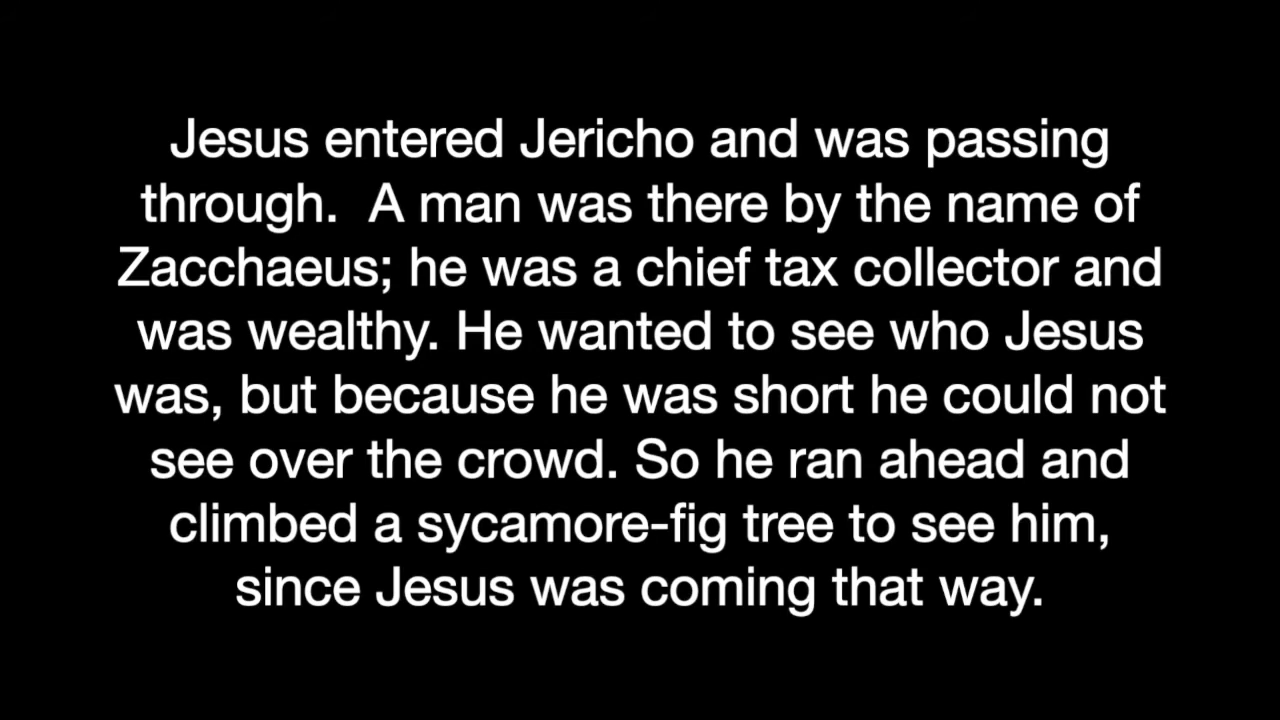 Jesus entered Jericho and was passing
through.  A man was there by the name of
Zacchaeus; he was a chief tax collector and
was wealthy. He wanted to see who Jesus
was, but because he was short he could not
see over the crowd. So he ran ahead and
climbed a sycamore-fig tree to see him,
since Jesus was coming that way.